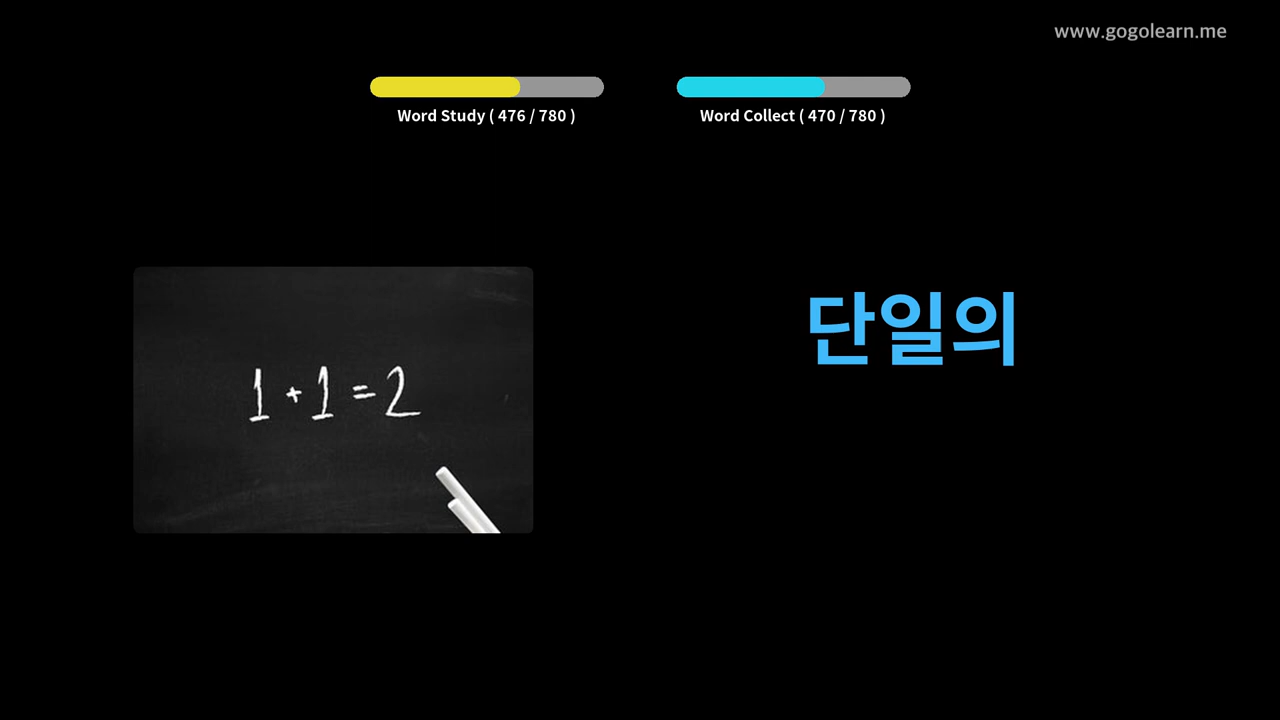 www.gogolearn.me
Word Study ( 476 / 780 )
Word Collect ( 470 / 780 )
단일의
1 + 1 = 2